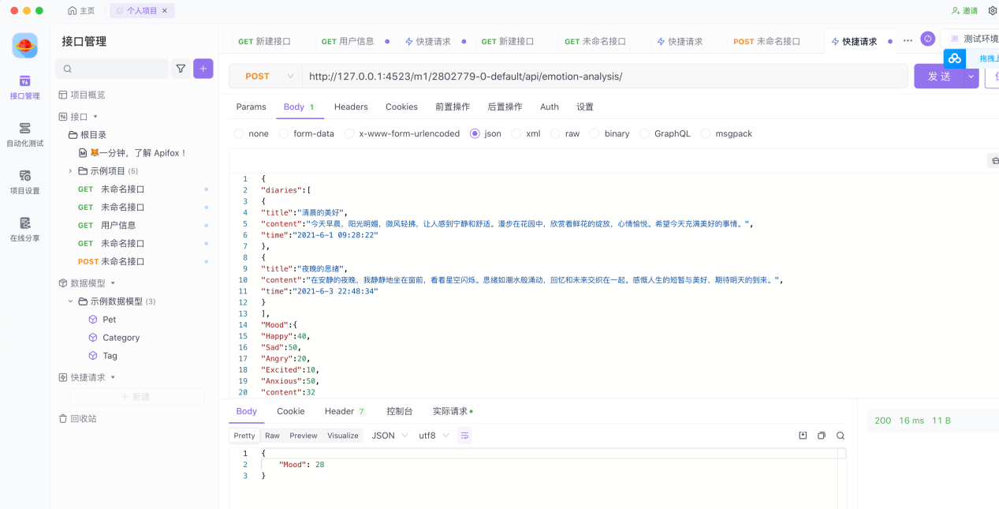 主页
个人项目
邀请
接口管理
自动化测试
项目设置
在线分享
接口管理
项目概览
接口
根目录
一分钟，了解 Apifox！
示例项目 (5)
GET 未命名接口
GET 未命名接口
GET 用户信息
GET 未命名接口
POST 未命名接口
数据模型
示例数据模型 (3)
Pet
Category
Tag
快捷请求
+ 新建
回收站
GET 新建接口
GET 用户信息
快捷请求
GET 新建接口
GET 未命名接口
快捷请求
POST 未命名接口
快捷请求
测试环境
拖拽上
POST
http://127.0.0.1:4523/m1/2802779-0-default/api/emotion-analysis/
发 送
Params Body 1 Headers Cookies 前置操作 后置操作 Auth 设置
none form-data x-www-form-urlencoded json xml raw binary GraphQL msgpack
1 {
2 "diaries":[
3 {
4 "title":"清晨的美好",
5 "content":"今天早晨，阳光明媚，微风轻拂，让人感到宁静和舒适。漫步在花园中，欣赏着鲜花的绽放，心情愉悦。希望今天充满美好的事情。",
6 "time":"2021-6-1 09:28:22"
7 },
8 {
9 "title":"夜晚的思绪",
10 "content":"在安静的夜晚，我静静地坐在窗前，看着星空闪烁。思绪如潮水般涌动，回忆和未来交织在一起。感慨人生的短暂与美好，期待明天的到来。",
11 "time":"2021-6-3 22:48:34"
12 }
13 ],
14 "Mood":{
15 "Happy":40,
16 "Sad":50,
17 "Angry":20,
18 "Excited":10,
19 "Anxious":50,
20 "content":32
Body Cookie Header 7 控制台 实际请求
Pretty Raw Preview Visualize JSON utf8
1 {
2 "Mood": 28
3 }
200 16 ms 11 B